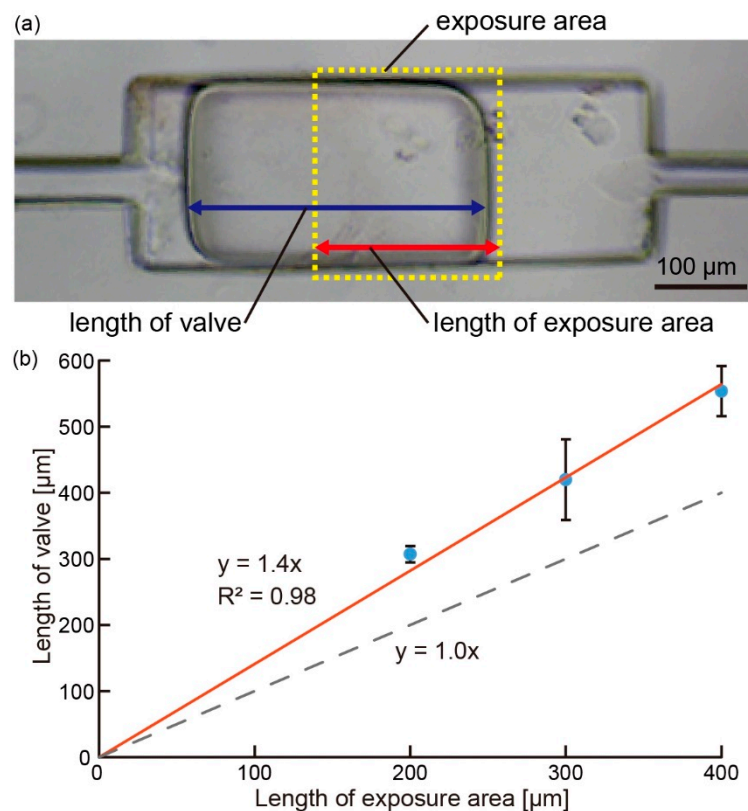 (a)
exposure area
100 µm
length of valve
length of exposure area
(b)
600
500
400
300
200
100
0
Length of valve [µm]
y = 1.4x
R² = 0.98
y = 1.0x
0
100
200
300
400
Length of exposure area [µm]